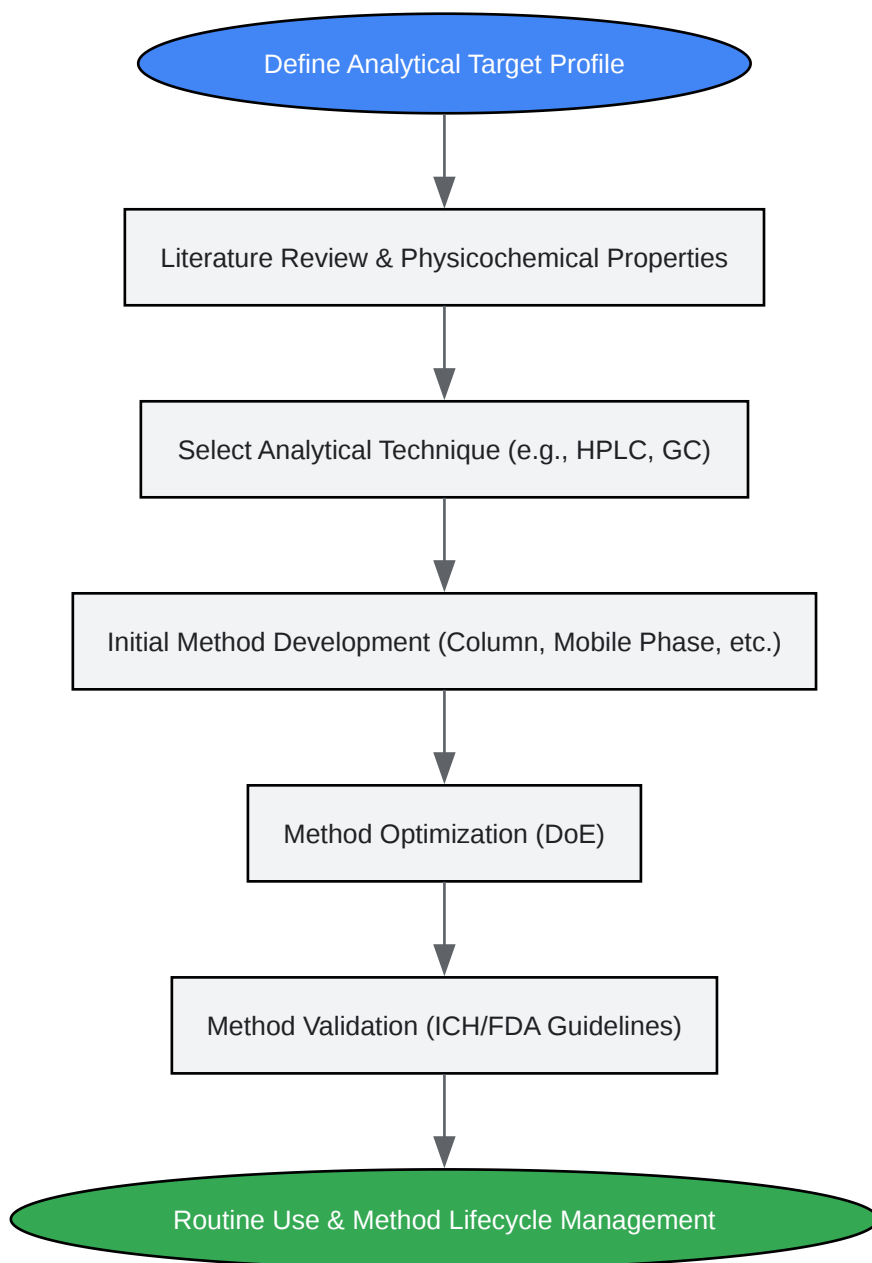 Define Analytical Target Profile
Literature Review & Physicochemical Properties
Select Analytical Technique (e.g., HPLC, GC)
Initial Method Development (Column, Mobile Phase, etc.)
Method Optimization (DoE)
Method Validation (ICH/FDA Guidelines)
Routine Use & Method Lifecycle Management